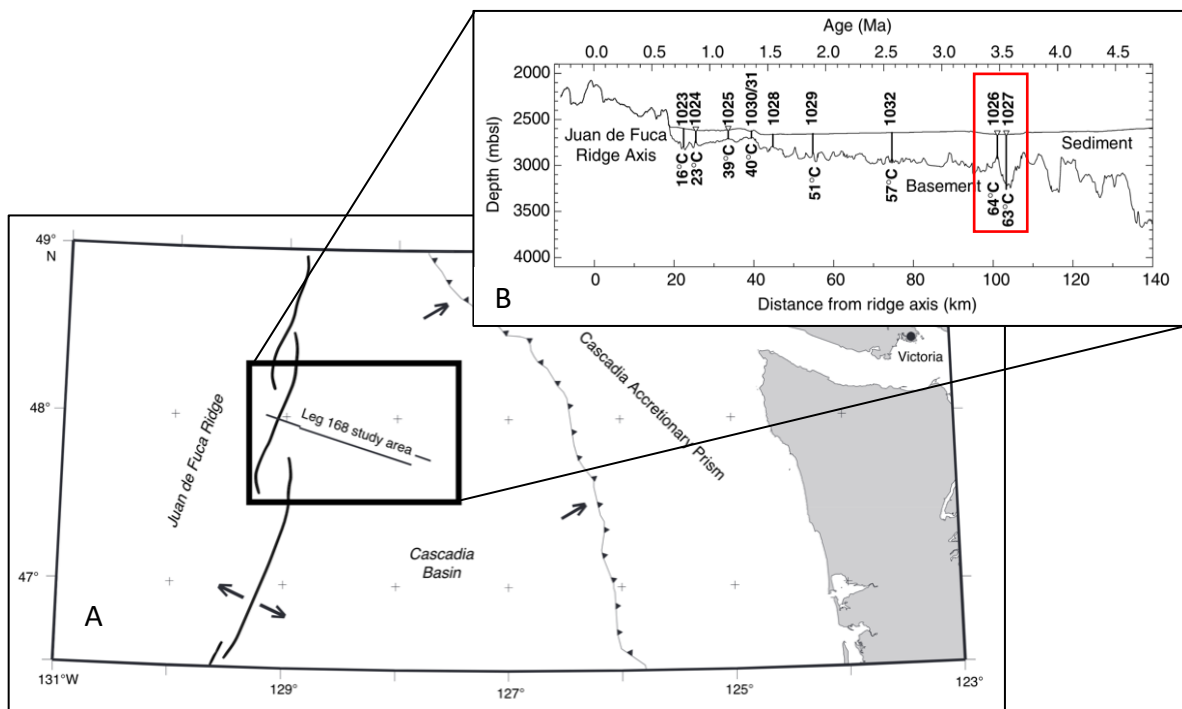 Age (Ma)
0.0 0.5 1.0 1.5 2.0 2.5 3.0 3.5 4.0 4.5
2000
2500
3000
3500
4000
Depth (mbsl)
1023
1024
1025
1030/31
1028
1029
1032
1026
1027
Juan de Fuca
Ridge Axis
Sediment
Basement
16°C
23°C
39°C
40°C
51°C
57°C
64°C
63°C
0 20 40 60 80 100 120 140
Distance from ridge axis (km)
B
49°
N
48°
47°
131°W
129°
127°
125°
123°
Juan de Fuca Ridge
Leg 168 study area
Cascadia Accretionary Prism
Victoria
Cascadia
Basin
A